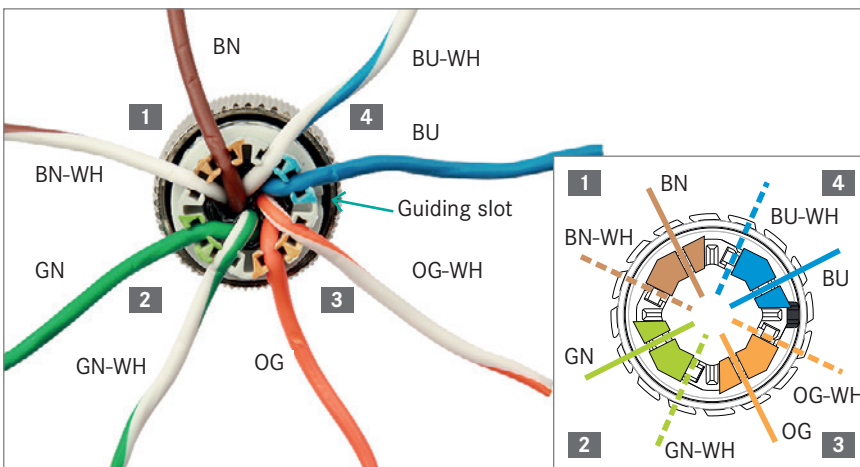 BN
BU-WH
1
4
BU
BN-WH
Guiding slot
GN
OG-WH
2
3
GN-WH
OG
1
BN
4
BU-WH
BN-WH
BU
GN
OG-WH
OG
2
GN-WH
3